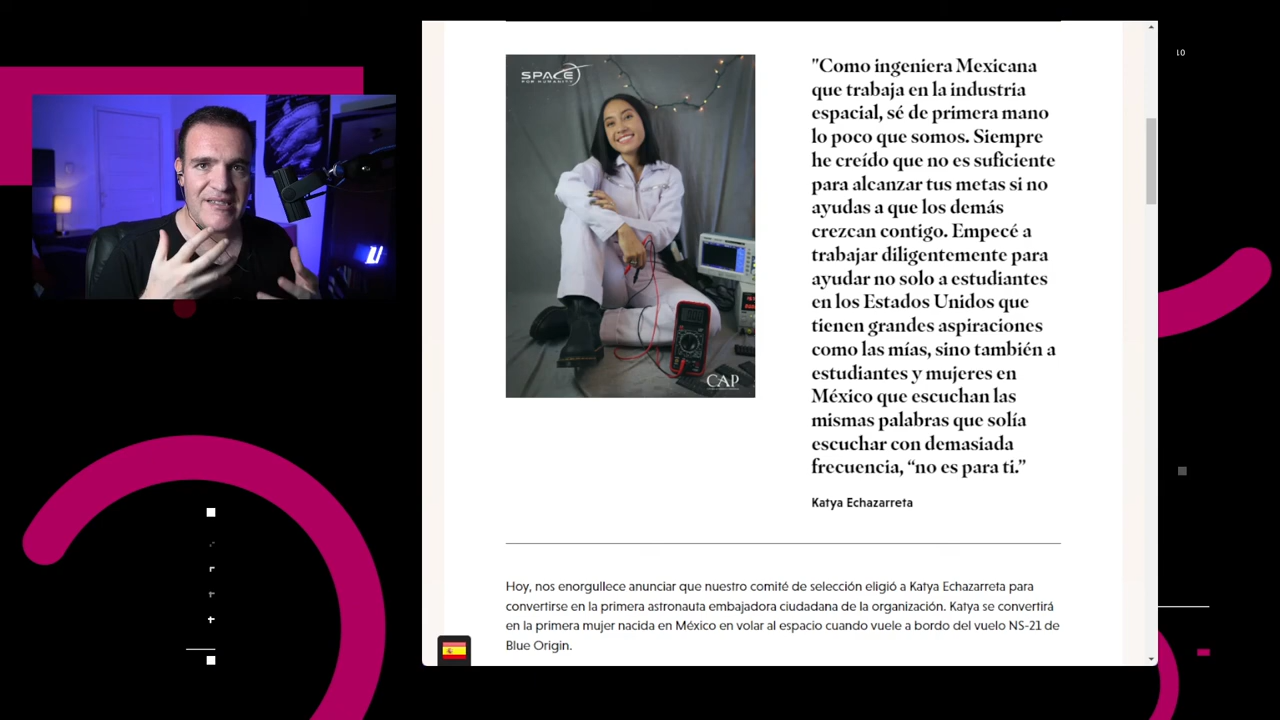 SPACE
FOR HUMANITY
CAP
"Como ingeniera Mexicana
que trabaja en la industria
espacial, sé de primera mano
lo poco que somos. Siempre
he creído que no es suficiente
para alcanzar tus metas si no
ayudas a que los demás
crezcan contigo. Empecé a
trabajar diligentemente para
ayudar no solo a estudiantes
en los Estados Unidos que
tienen grandes aspiraciones
como las mías, sino también a
estudiantes y mujeres en
México que escuchan las
mismas palabras que solía
escuchar con demasiada
frecuencia, “no es para ti.”
Katya Echazarreta
Hoy, nos enorgullece anunciar que nuestro comité de selección eligió a Katya Echazarreta para
convertirse en la primera astronauta embajadora ciudadana de la organización. Katya se convertirá
en la primera mujer nacida en México en volar al espacio cuando vuele a bordo del vuelo NS-21 de
Blue Origin.